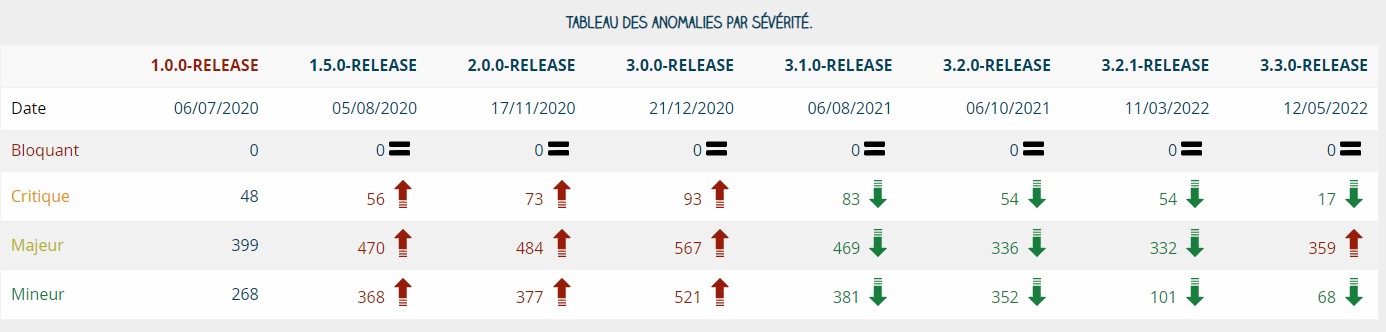 TABLEAU DES ANOMALIES PAR SÉVÉRITÉ.
1.0.0-RELEASE 1.5.0-RELEASE 2.0.0-RELEASE 3.0.0-RELEASE 3.1.0-RELEASE 3.2.0-RELEASE 3.2.1-RELEASE 3.3.0-RELEASE
Date 06/07/2020 05/08/2020 17/11/2020 21/12/2020 06/08/2021 06/10/2021 11/03/2022 12/05/2022
Bloquant 0 0 0 0 0 0 0 0
Critique 48 56 73 93 83 54 54 17
Majeur 399 470 484 567 469 336 332 359
Mineur 268 368 377 521 381 352 101 68